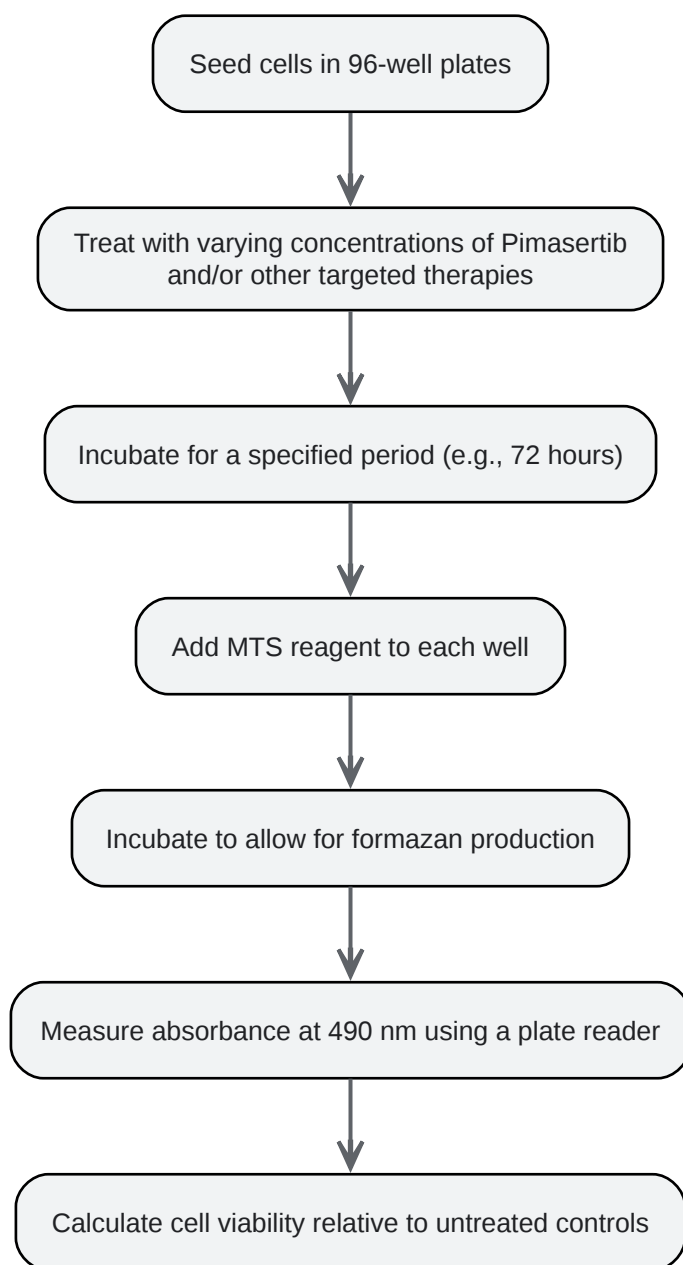 Seed cells in 96-well plates
Treat with varying concentrations of Pimasertib
and/or other targeted therapies
Incubate for a specified period (e.g., 72 hours)
Add MTS reagent to each well
Incubate to allow for formazan production
Measure absorbance at 490 nm using a plate reader
Calculate cell viability relative to untreated controls